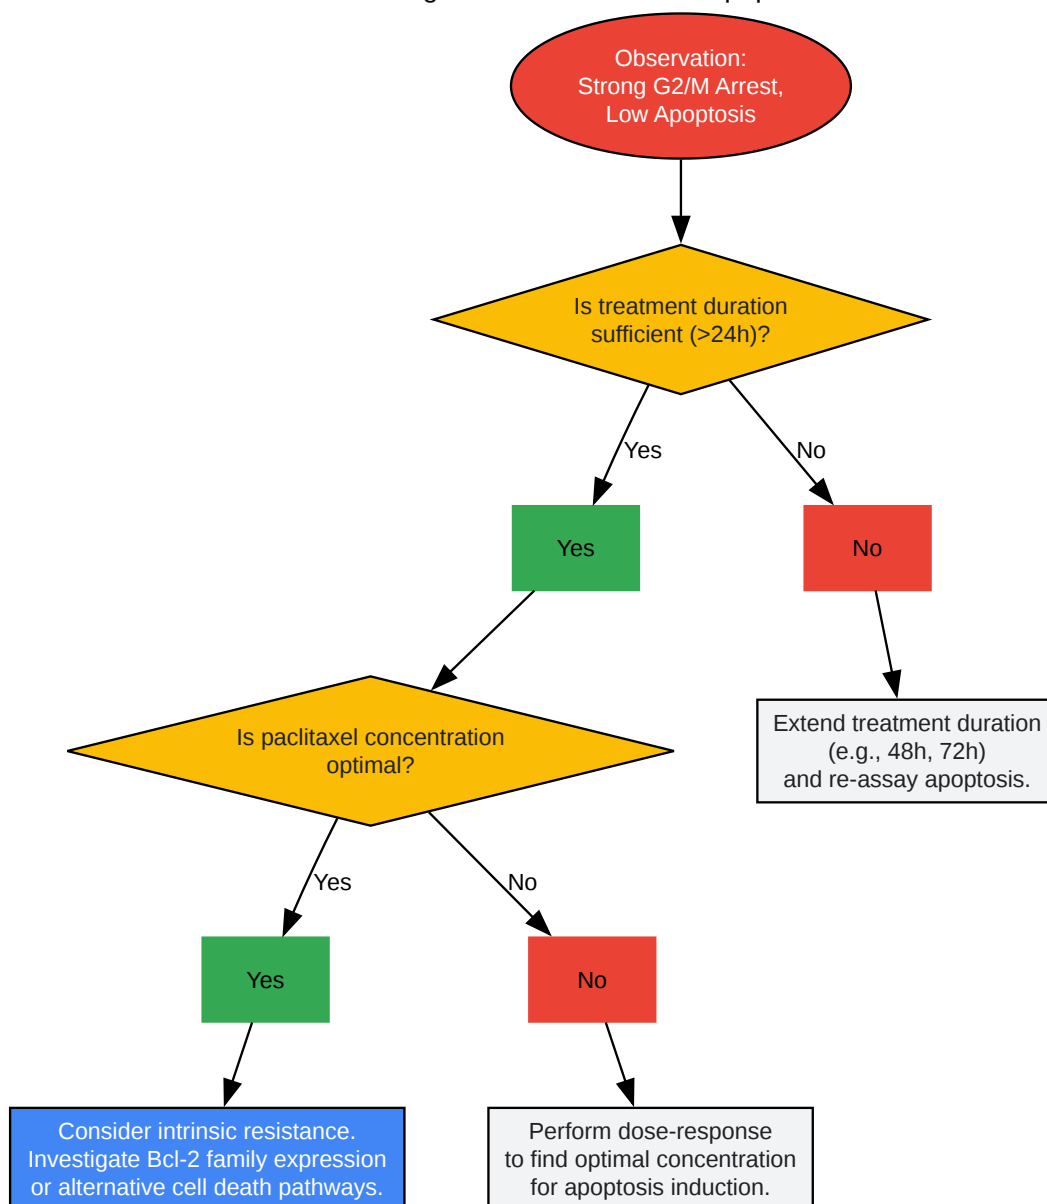 Observation:
Strong G2/M Arrest,
Low Apoptosis
Is treatment duration
sufficient (>24h)?
Yes
No
Yes
No
Is paclitaxel concentration
optimal?
Extend treatment duration
(e.g., 48h, 72h)
and re-assay apoptosis.
Yes
No
Yes
No
Consider intrinsic resistance.
Investigate Bcl-2 family expression
or alternative cell death pathways.
Perform dose-response
to find optimal concentration
for apoptosis induction.